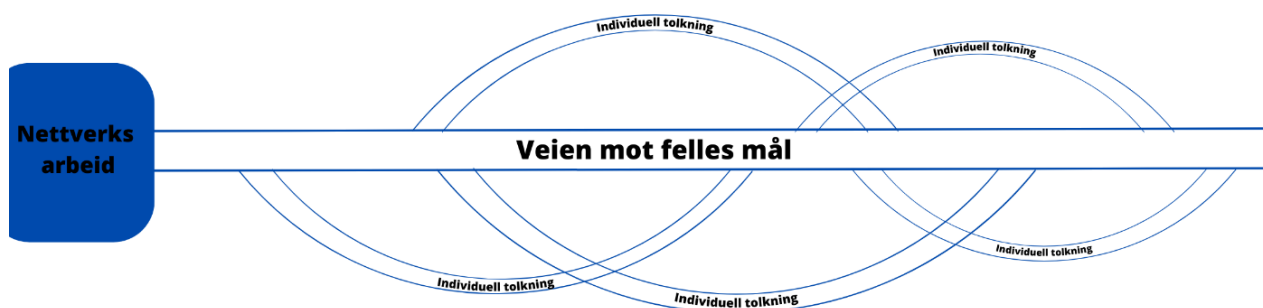 Individuell tolkning
Individuell tolkning
Nettverks
arbeid
Veien mot felles mål
Individuell tolkning
Individuell tolkning
Individuell tolkning